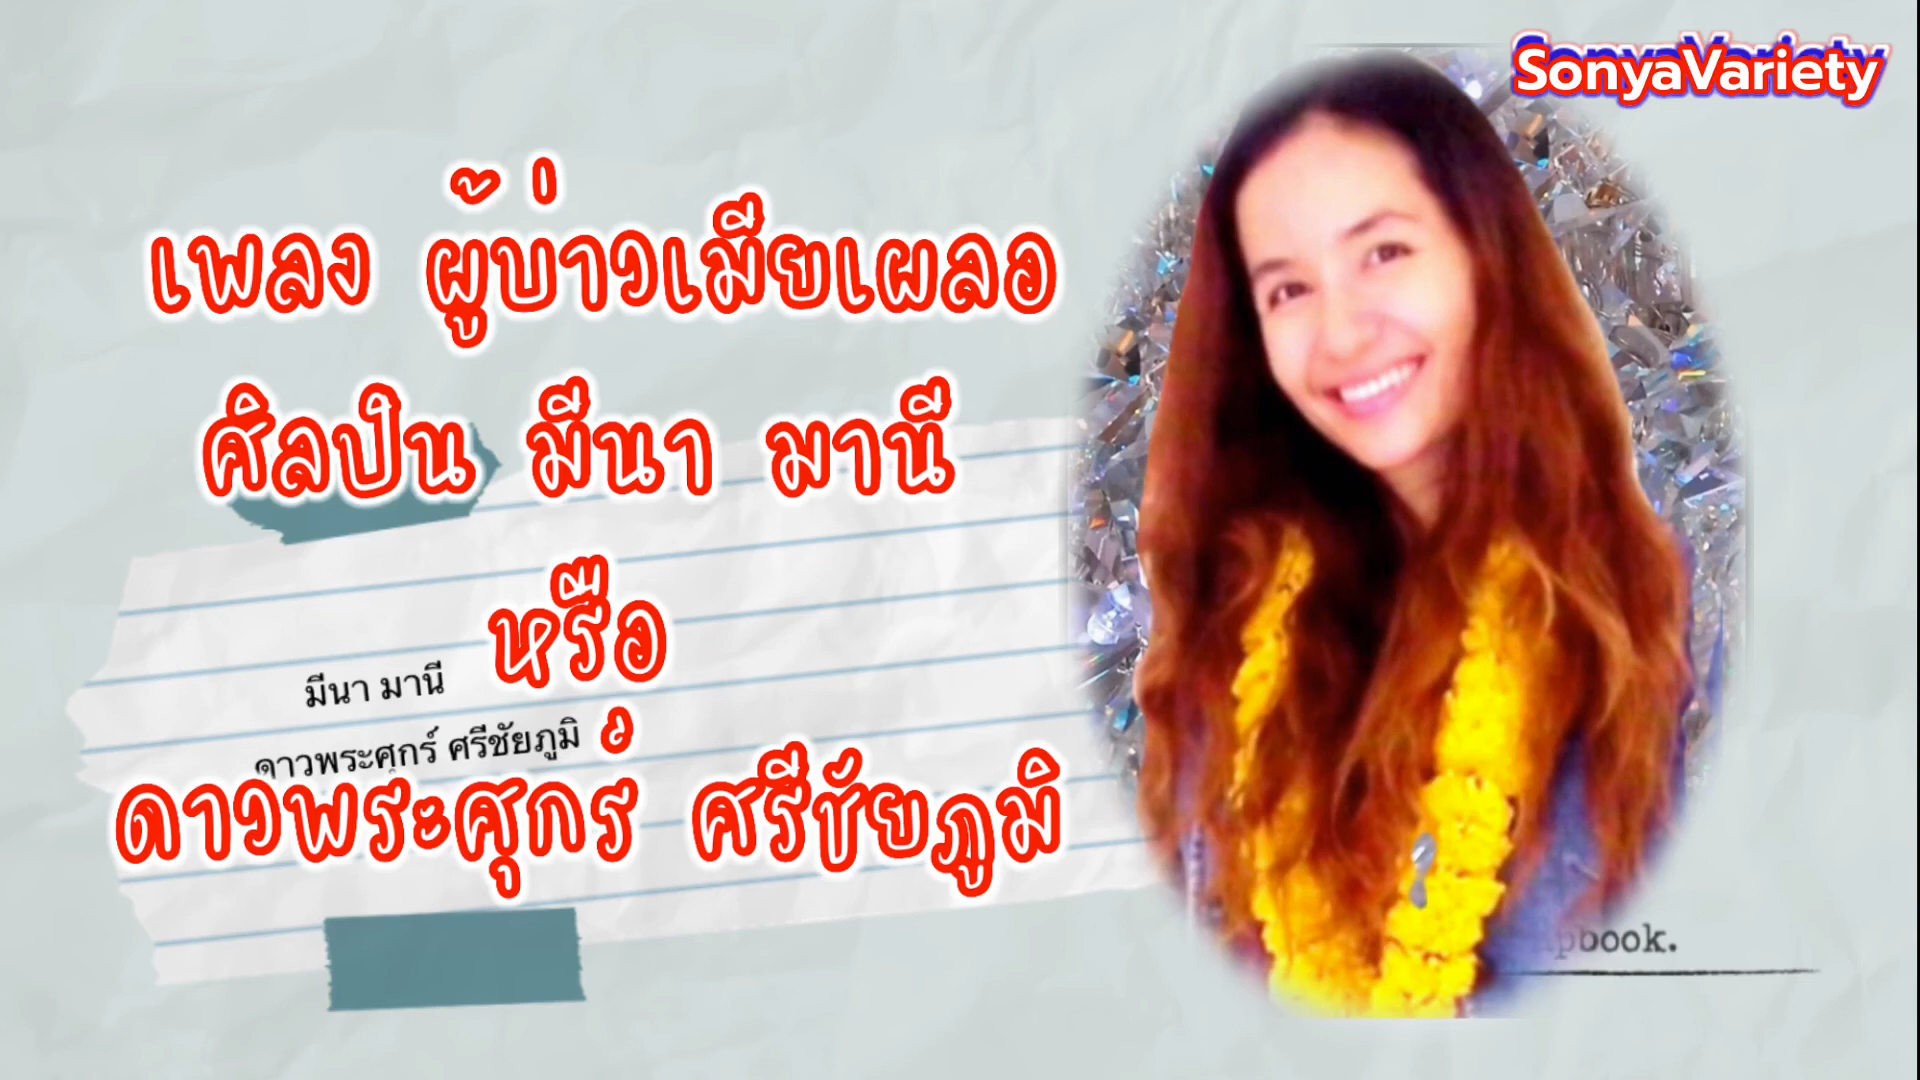 SonyaVariety
เพลง ผู้บ่าวเมียเผลอ
ศิลปิน มีนา มานี
หรือ
มีนา มานี
ดาวพระศุกร์ ศรีชัยภูมิ
ดาวพระศุกร์ ศรีชัยภูมิ
pbook.